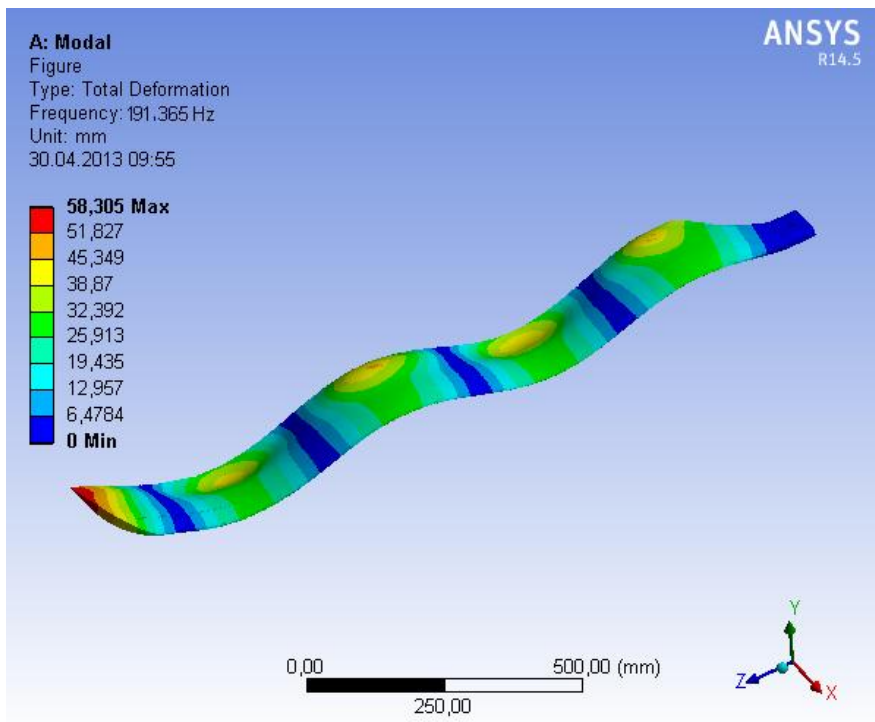 A: Modal
Figure
Type: Total Deformation
Frequency: 191.365 Hz
Unit: mm
30.04.2013 09:55
ANSYS
R14.5
58,305 Max
51,827
45,349
38,87
32,392
25,913
19,435
12,957
6,4784
0 Min
0,00
500,00 (mm)
250,00
Y
Z
X